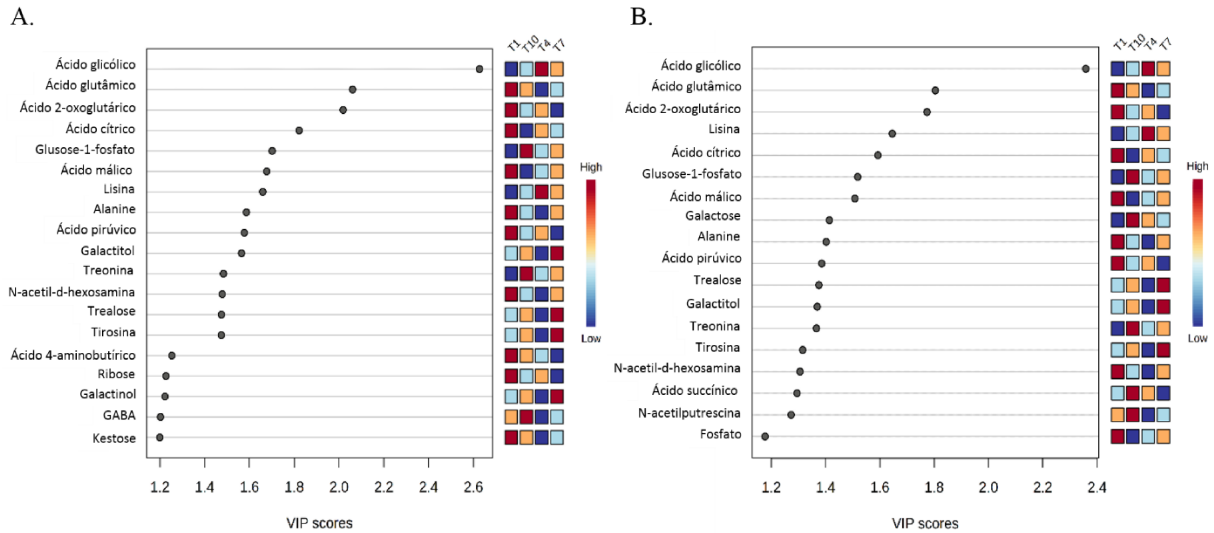 A.
T1 T10 T4 T7
Ácido glicólico
Ácido glutâmico
Ácido 2-oxoglutárico
Ácido cítrico
Glusose-1-fosfato
Ácido málico
Lisina
Alanine
Ácido pirúvico
Galactitol
Treonina
N-acetil-d-hexosamina
Trealose
Tirosina
Ácido 4-aminobutírico
Ribose
Galactinol
GABA
Kestose
High
Low
1.2 1.4 1.6 1.8 2.0 2.2 2.4 2.6
VIP scores
B.
T1 T10 T4 T7
Ácido glicólico
Ácido glutâmico
Ácido 2-oxoglutárico
Lisina
Ácido cítrico
Glusose-1-fosfato
Ácido málico
Galactose
Alanine
Ácido pirúvico
Trealose
Galactitol
Treonina
Tirosina
N-acetil-d-hexosamina
Ácido succínico
N-acetilputrescina
Fosfato
High
Low
1.2 1.4 1.6 1.8 2.0 2.2 2.4
VIP scores